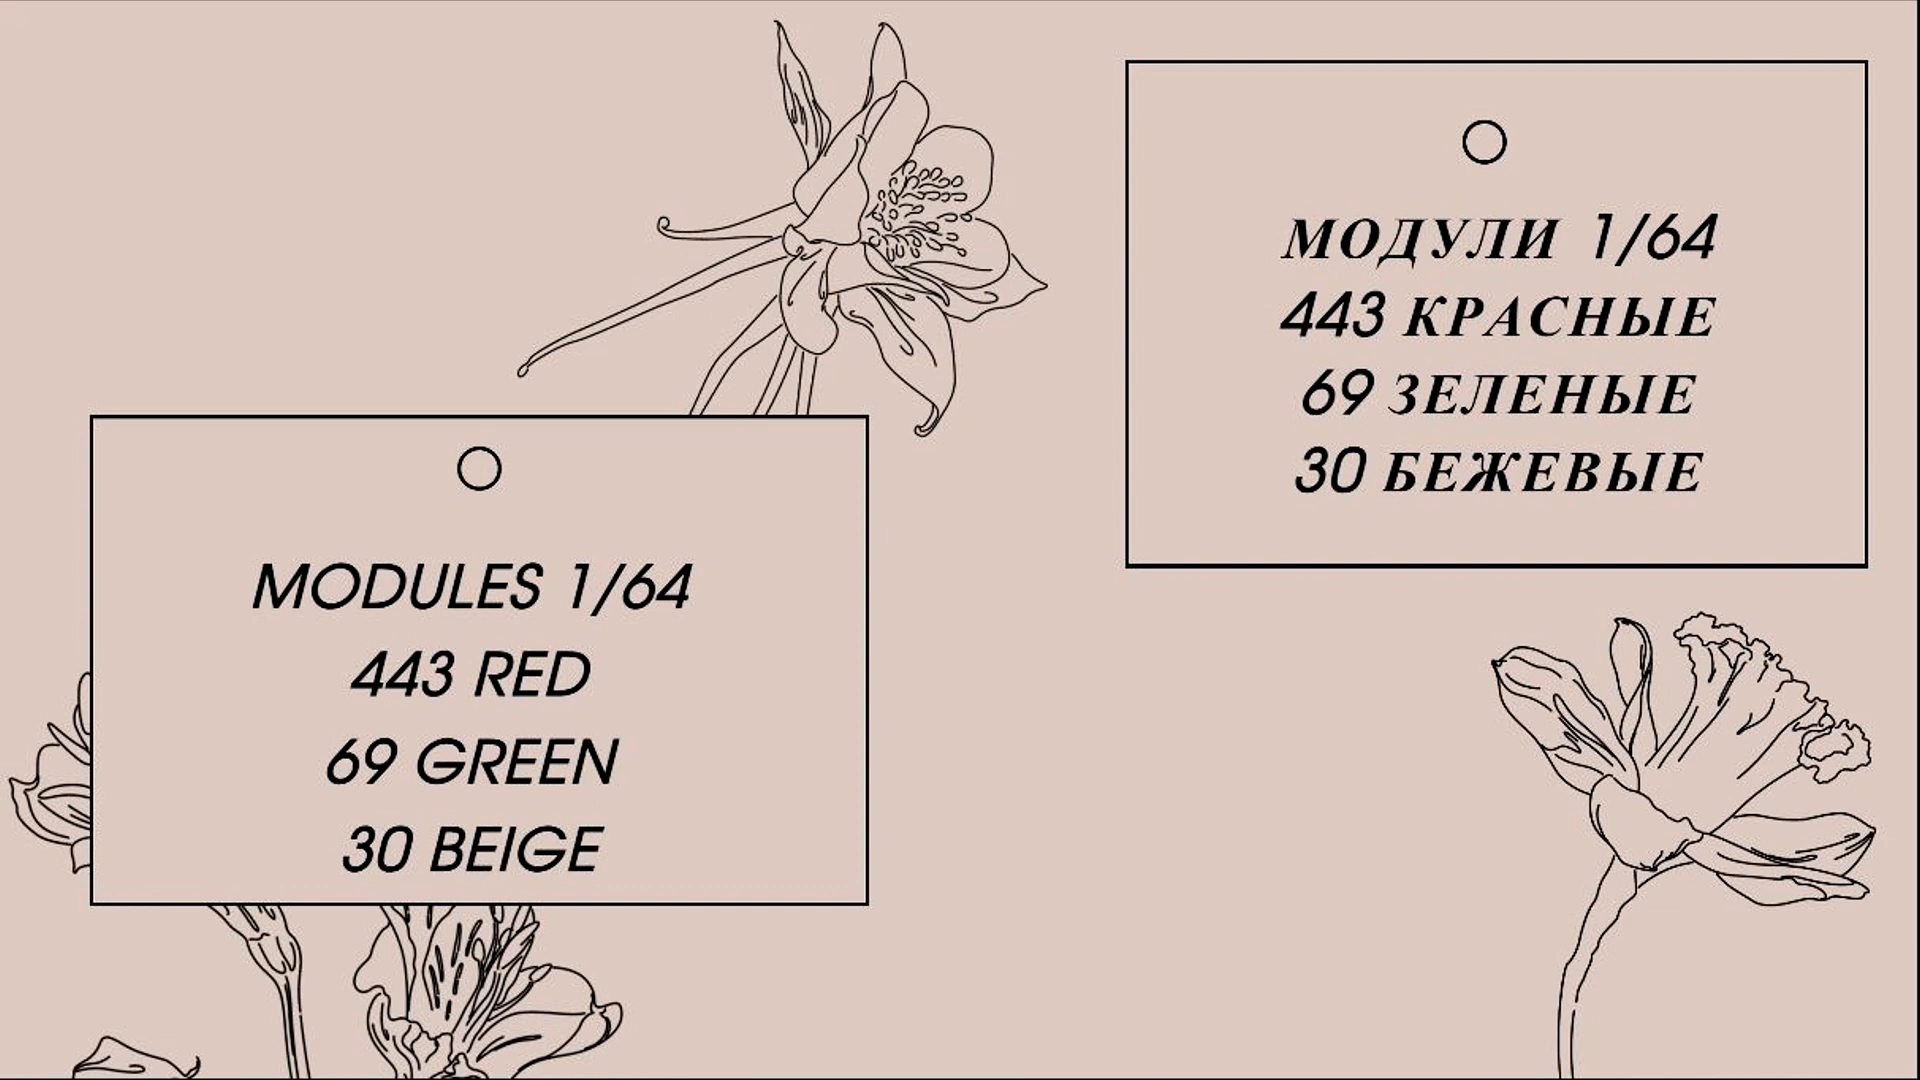 МОДУЛИ 1/64
443 КРАСНЫЕ
69 ЗЕЛЕНЫЕ
30 БЕЖЕВЫЕ
MODULES 1/64
443 RED
69 GREEN
30 BEIGE